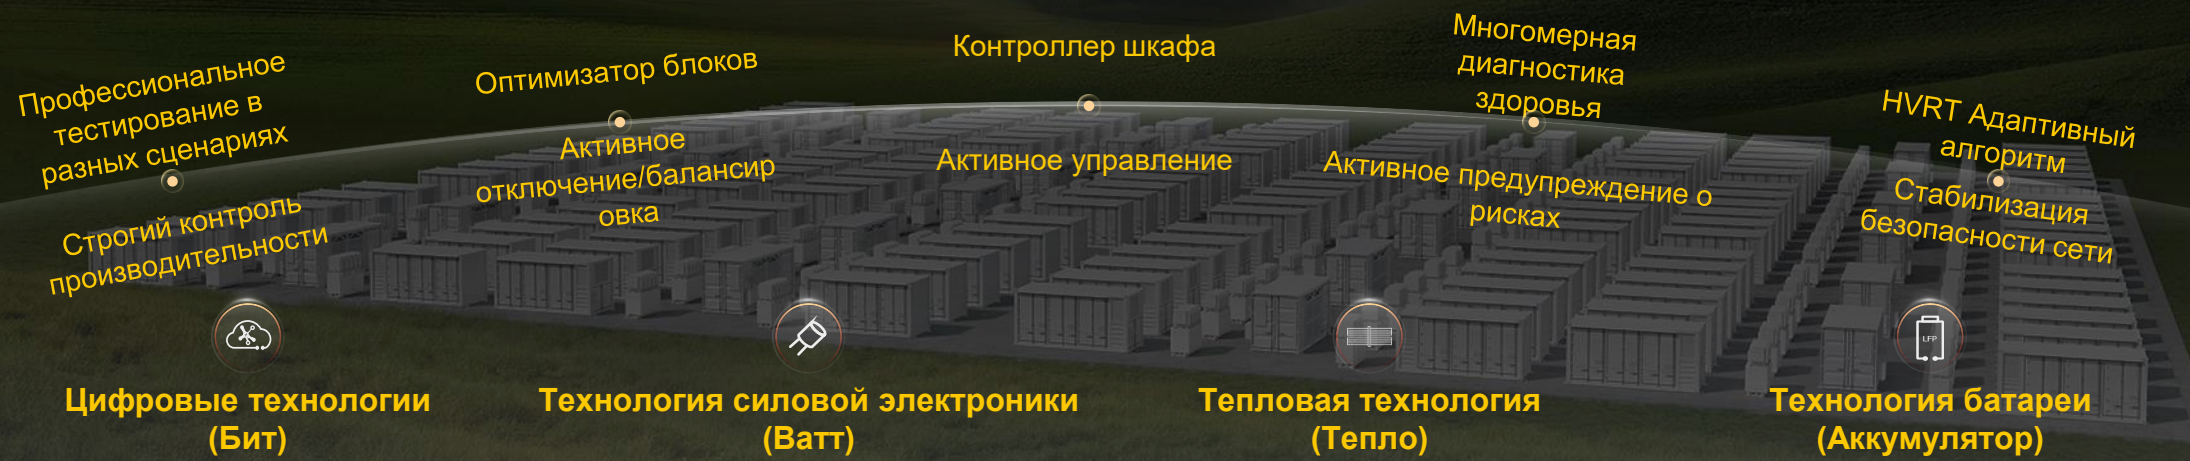 Профессиональное
тестирование в
разных сценариях
Строгий контроль
производительности
Оптимизатор блоков
Активное
отключение/балансир
овка
Контроллер шкафа
Активное управление
Многомерная
диагностика
здоровья
Активное предупреждение о
рисках
HVRT Адаптивный
алгоритм
Стабилизация
безопасности сети
Цифровые технологии
(Бит)
Технология силовой электроники
(Ватт)
Тепловая технология
(Тепло)
LFP
Технология батареи
(Аккумулятор)